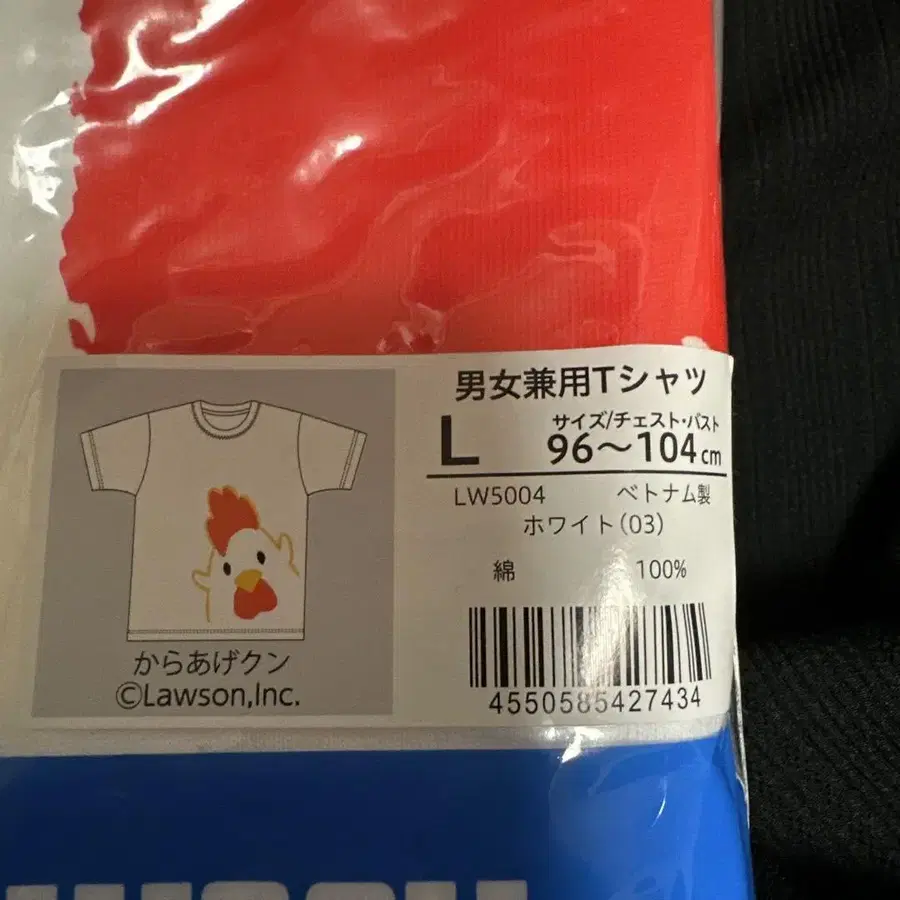 男女兼用Tシャツ
L サイズ/チェスト・バスト
96〜104cm
LW5004 ベトナム製
ホワイト(03)
綿 100%
4550585427434
からあげクン
©Lawson,Inc.